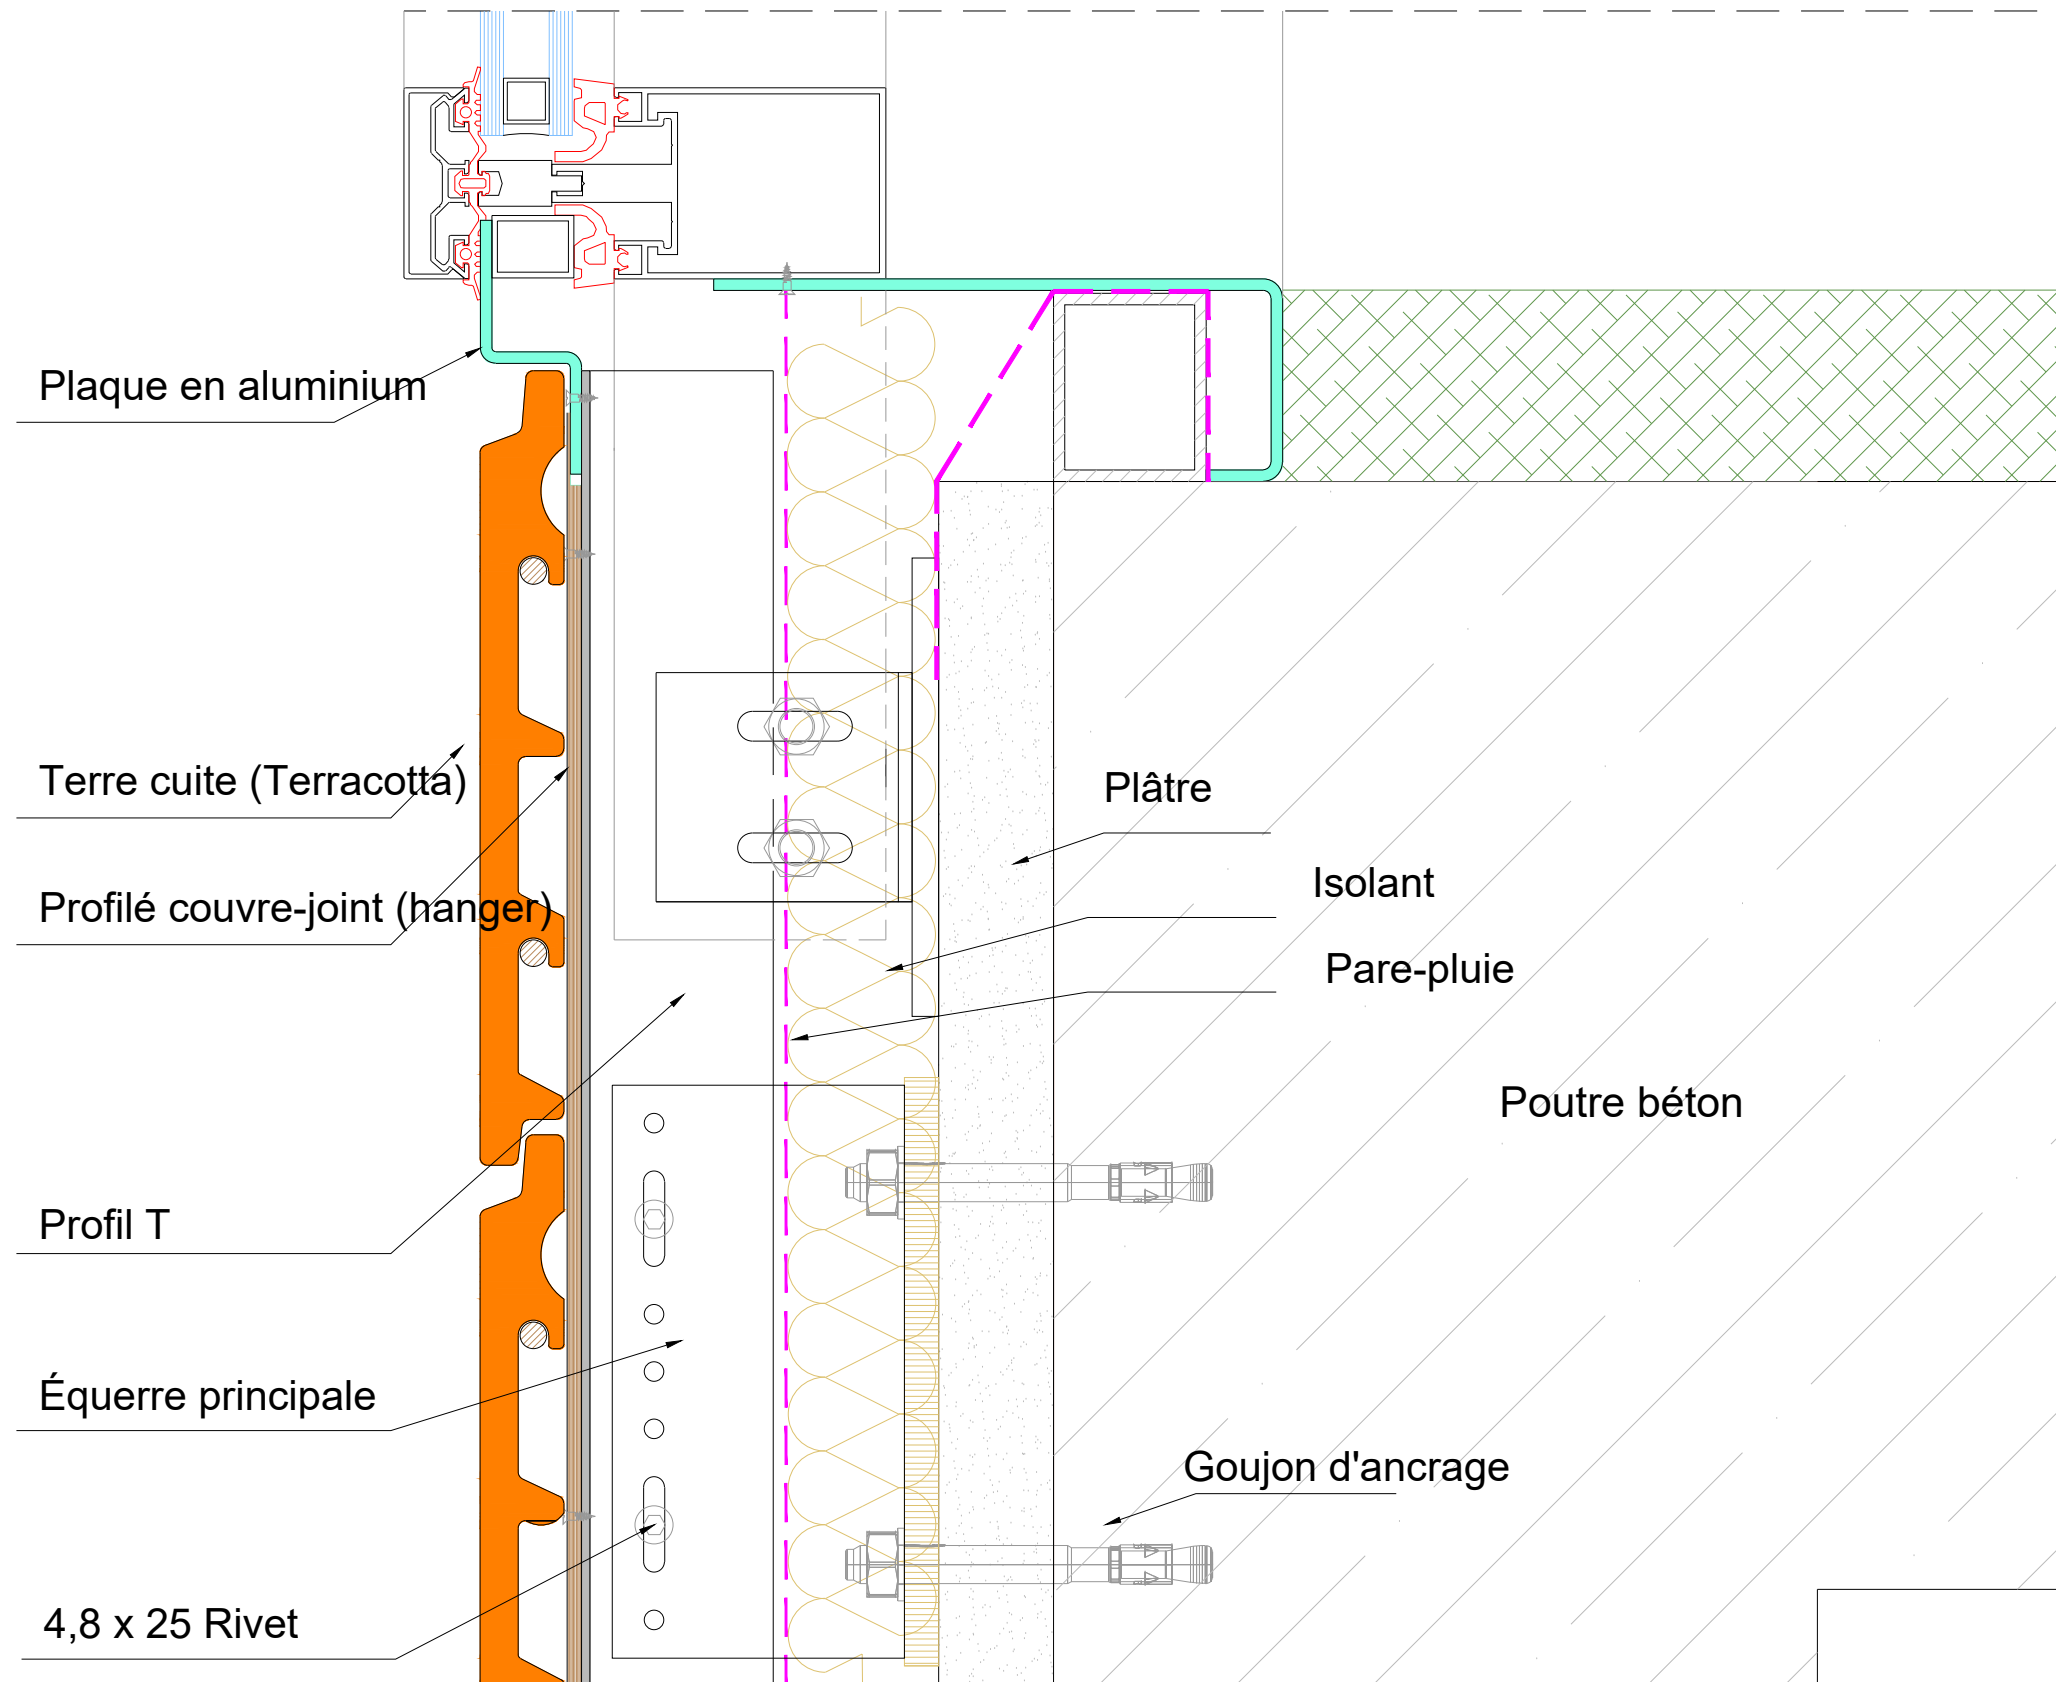 Plaque en aluminium
Terre cuite (Terracotta)
Profilé couvre-joint (hanger)
Profil T
Équerre principale
4,8 x 25 Rivet
Plâtre
Isolant
Pare-pluie
Poutre béton
Goujon d'ancrage